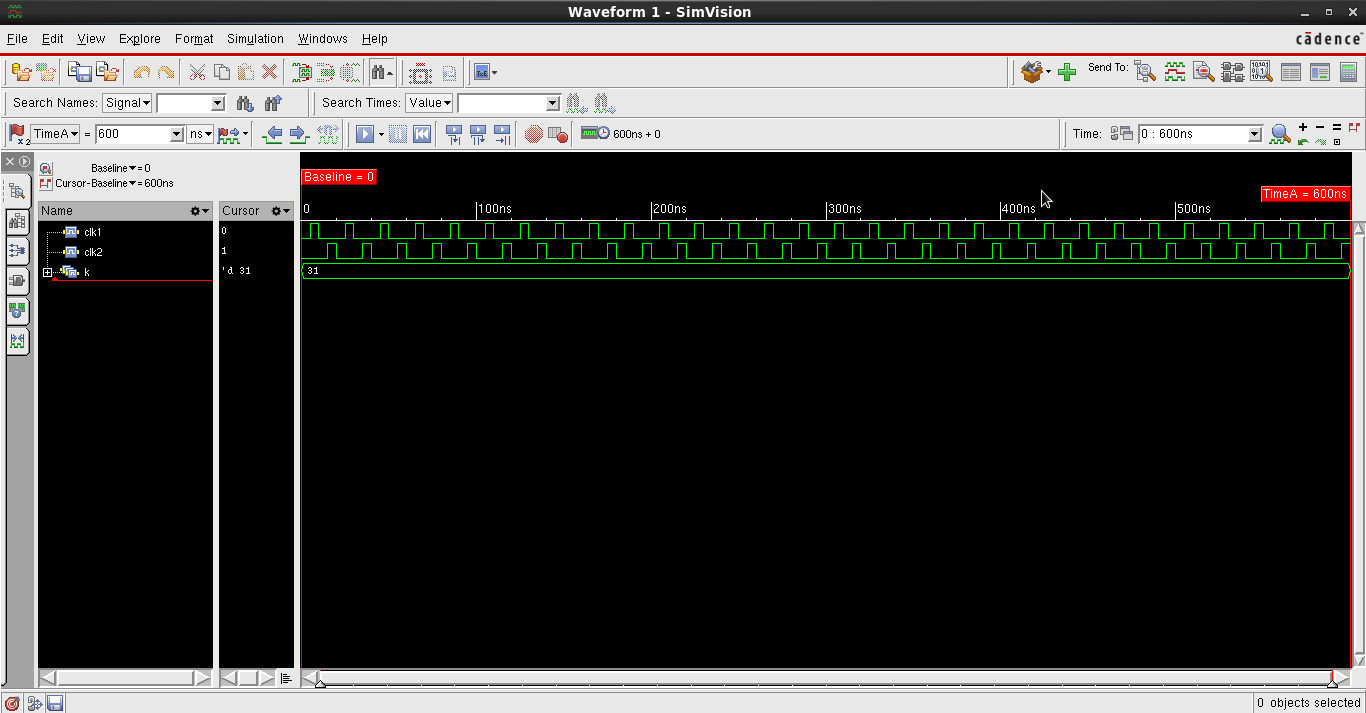 Waveform 1 - SimVision
File Edit View Explore Format Simulation Windows Help
cādence
Send To:
Search Names: Signal
Search Times: Value
x2 TimeA = 600 ns
600ns + 0
Time: 0 : 600ns
Baseline = 0
Cursor-Baseline = 600ns
Baseline = 0
TimeA = 600ns
Name Cursor
0 100ns 200ns 300ns 400ns 500ns
clk1 0
clk2 1
k 'd 31 31
0 objects selected